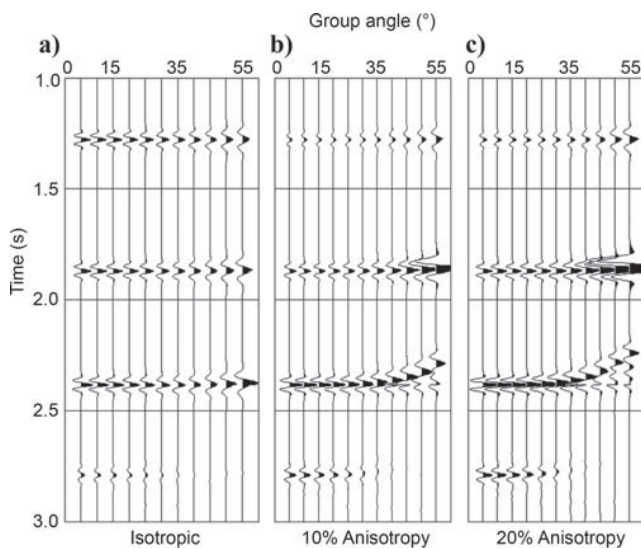 Group angle (°)
a) b) c)
0 15 35 55 0 15 35 55 0 15 35 55
1.0
1.5
2.0
2.5
3.0
Time (s)
Isotropic 10% Anisotropy 20% Anisotropy